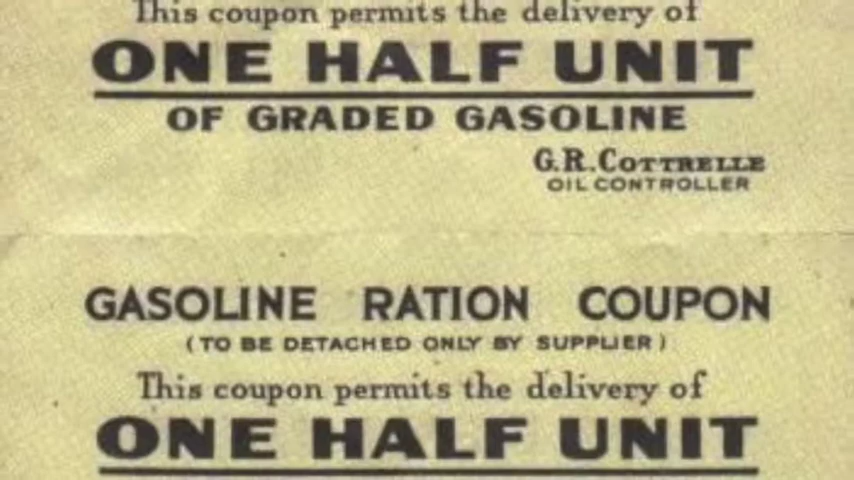 This coupon permits the delivery of
ONE HALF UNIT
OF GRADED GASOLINE
G.R.COTTRELLE
OIL CONTROLLER
GASOLINE RATION COUPON
(TO BE DETACHED ONLY BY SUPPLIER)
This coupon permits the delivery of
ONE HALF UNIT